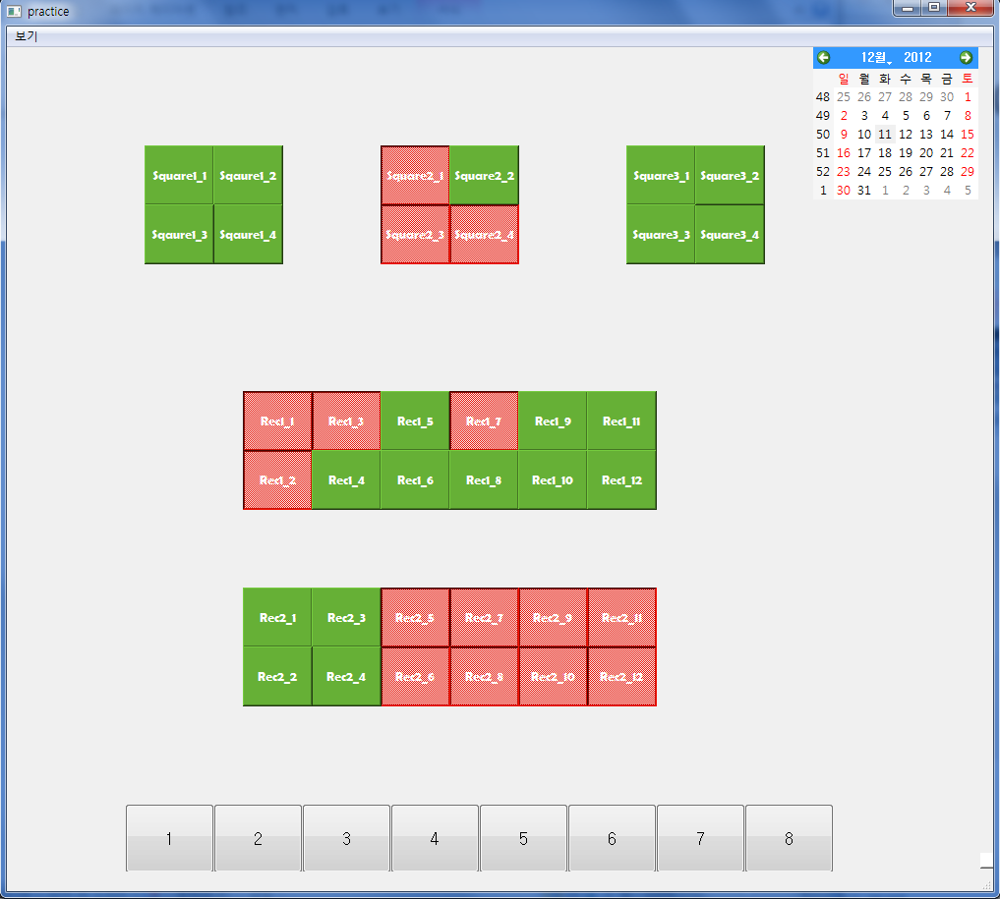 practice
보기
12월 2012
일 월 화 수 목 금 토
48 25 26 27 28 29 30 1
49 2 3 4 5 6 7 8
50 9 10 11 12 13 14 15
51 16 17 18 19 20 21 22
52 23 24 25 26 27 28 29
1 30 31 1 2 3 4 5
Square1_1 Sqaure1_2
Sqaure1_3 Sqaure1_4
Square2_1 Square2_2
Square2_3 Square2_4
Square3_1 Square3_2
Square3_3 Square3_4
Rec1_1 Rec1_3 Rec1_5 Rec1_7 Rec1_9 Rec1_11
Rec1_2 Rec1_4 Rec1_6 Rec1_8 Rec1_10 Rec1_12
Rec2_1 Rec2_3 Rec2_5 Rec2_7 Rec2_9 Rec2_11
Rec2_2 Rec2_4 Rec2_6 Rec2_8 Rec2_10 Rec2_12
1 2 3 4 5 6 7 8